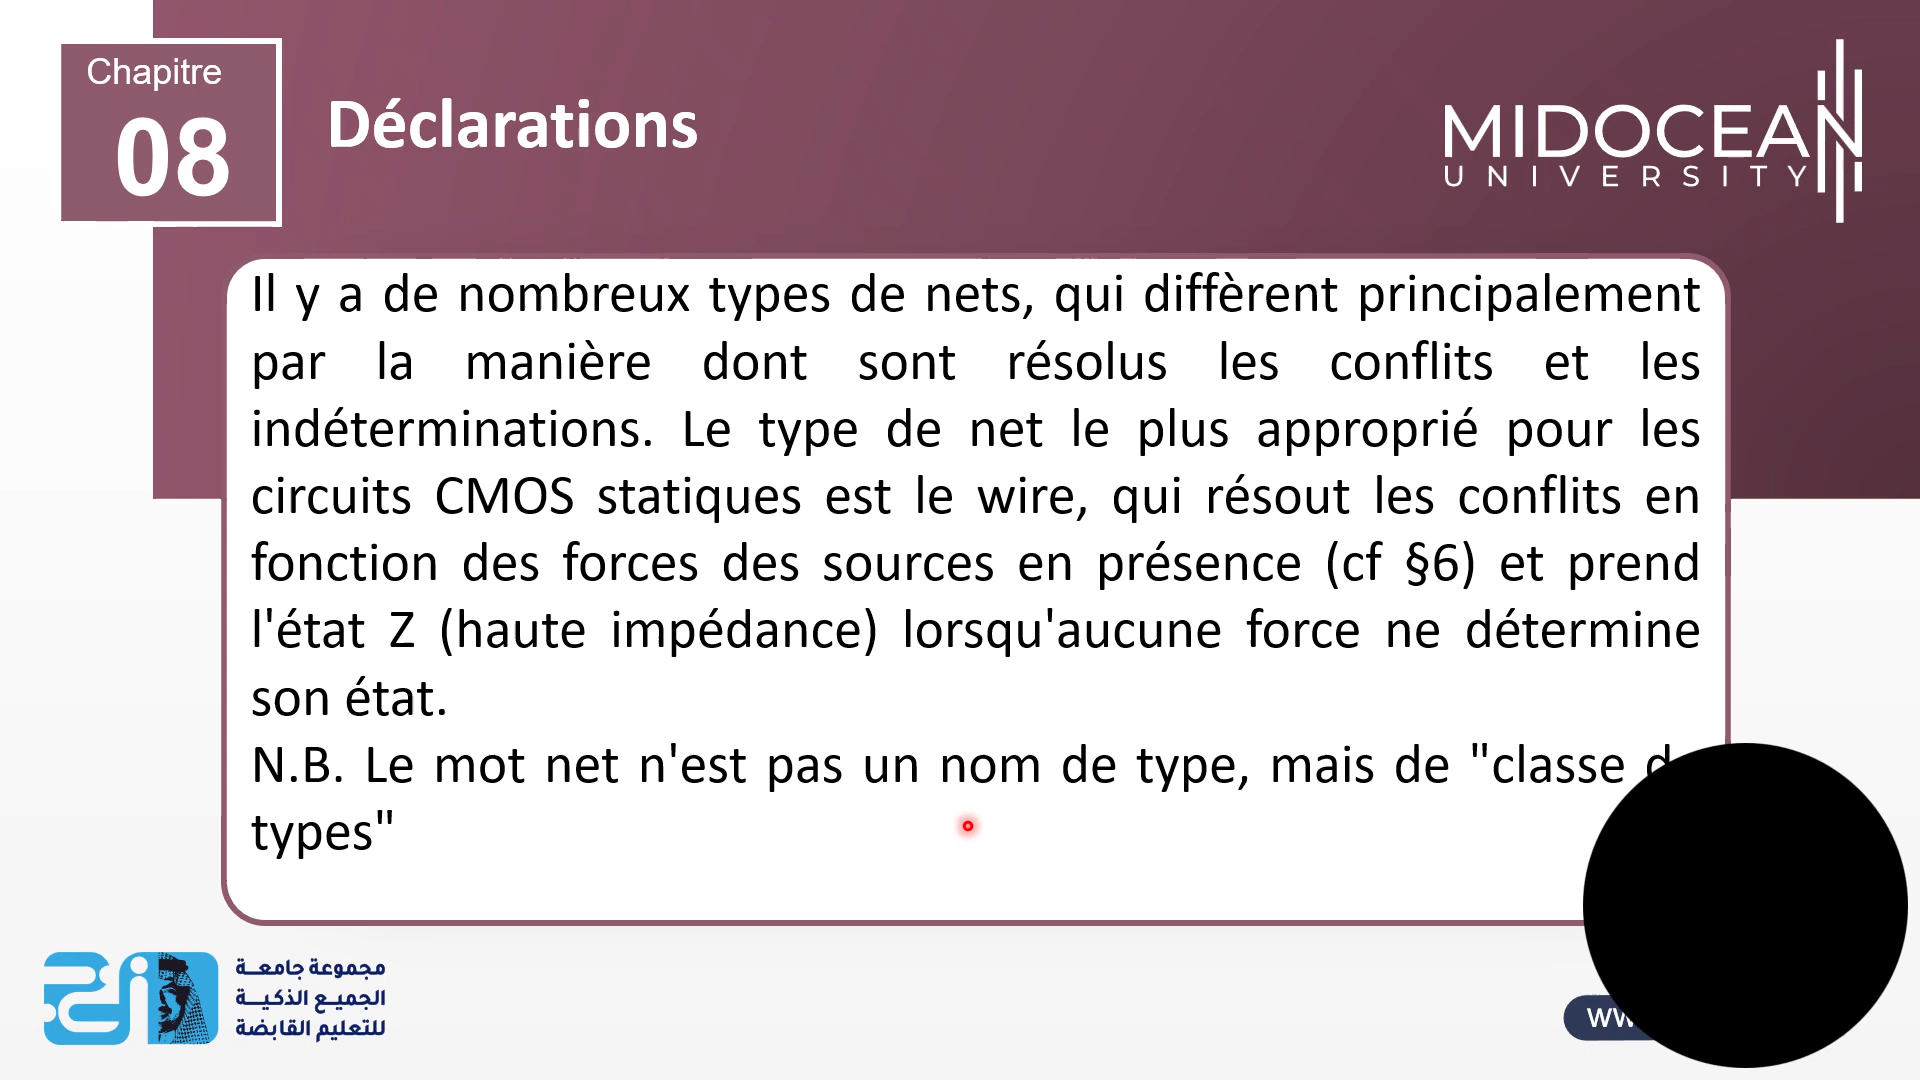 Chapitre
08
Déclarations
MIDOCEAN
UNIVERSITY
Il y a de nombreux types de nets, qui diffèrent principalement
par la manière dont sont résolus les conflits et les
indéterminations. Le type de net le plus approprié pour les
circuits CMOS statiques est le wire, qui résout les conflits en
fonction des forces des sources en présence (cf §6) et prend
l'état Z (haute impédance) lorsqu'aucune force ne détermine
son état.
N.B. Le mot net n'est pas un nom de type, mais de "classe
types"
مجموعة جامعة
الجميع الذكية
للتعليم القابضة